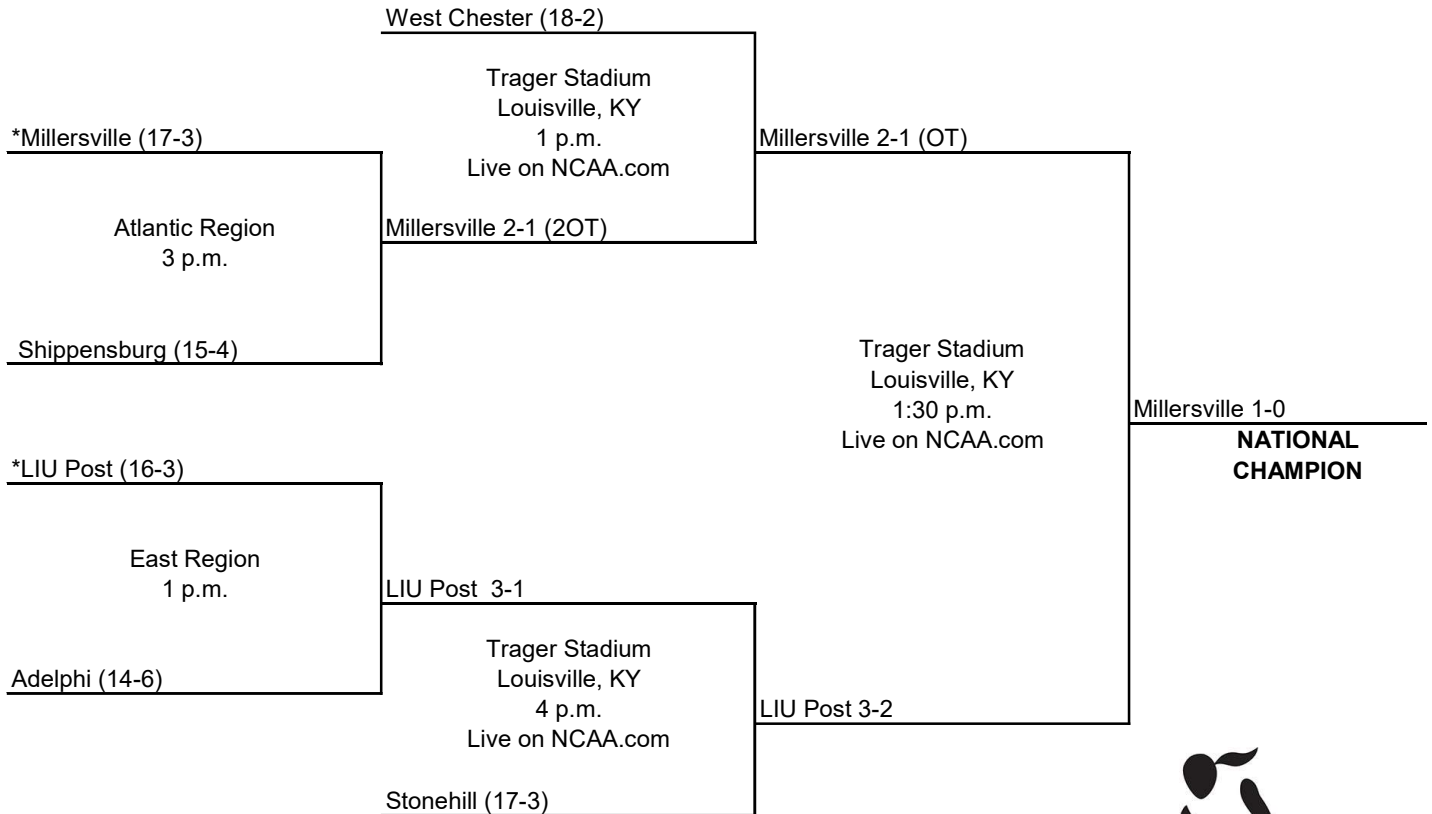 West Chester (18-2)
Trager Stadium
Louisville, KY
1 p.m.
Live on NCAA.com
*Millersville (17-3)
Millersville 2-1 (OT)
Atlantic Region
3 p.m.
Millersville 2-1 (2OT)
Shippensburg (15-4)
Trager Stadium
Louisville, KY
1:30 p.m.
Live on NCAA.com
Millersville 1-0
NATIONAL
CHAMPION
*LIU Post (16-3)
East Region
1 p.m.
LIU Post 3-1
Adelphi (14-6)
Trager Stadium
Louisville, KY
4 p.m.
Live on NCAA.com
LIU Post 3-2
Stonehill (17-3)